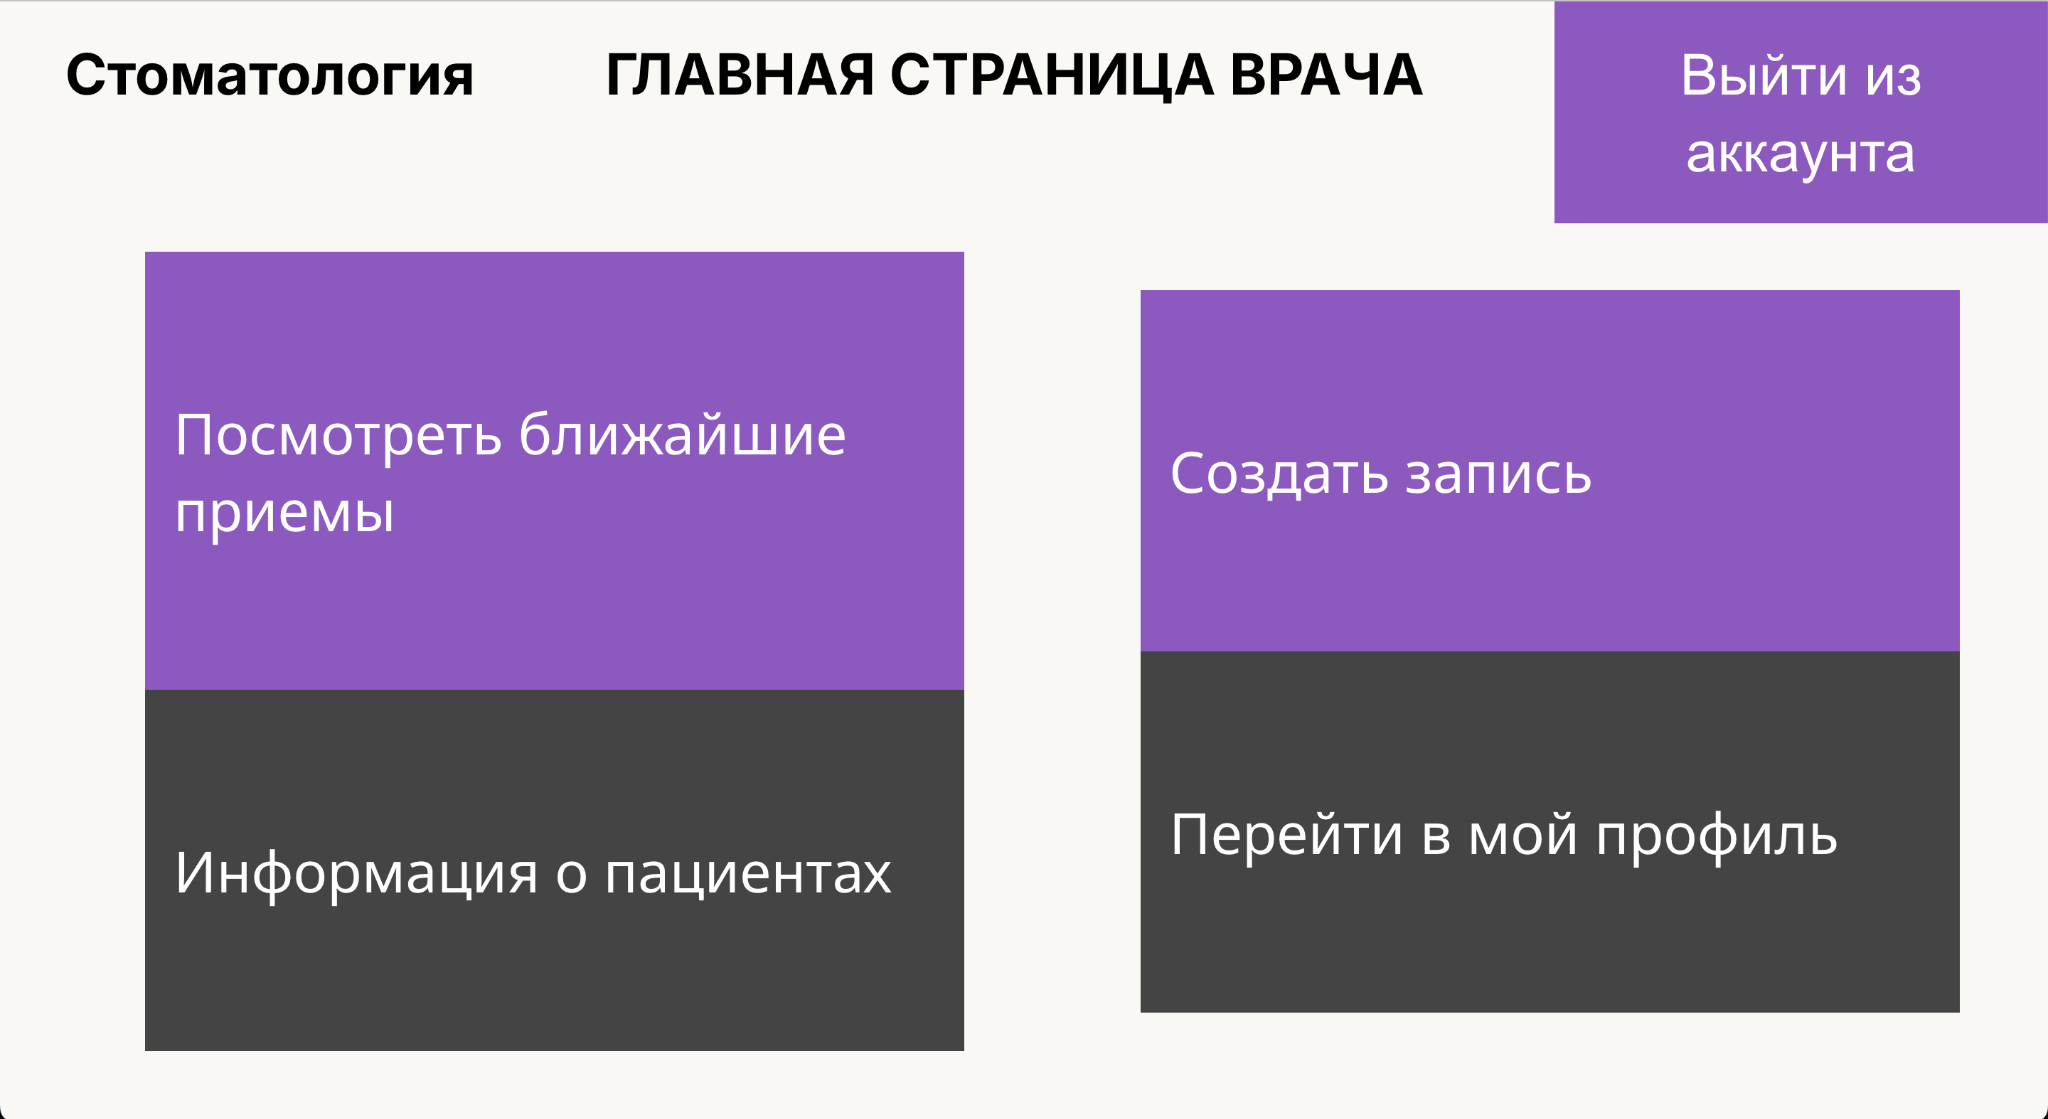 Стоматология
ГЛАВНАЯ СТРАНИЦА ВРАЧА
Выйти из
аккаунта
Посмотреть ближайшие
приемы
Информация о пациентах
Создать запись
Перейти в мой профиль